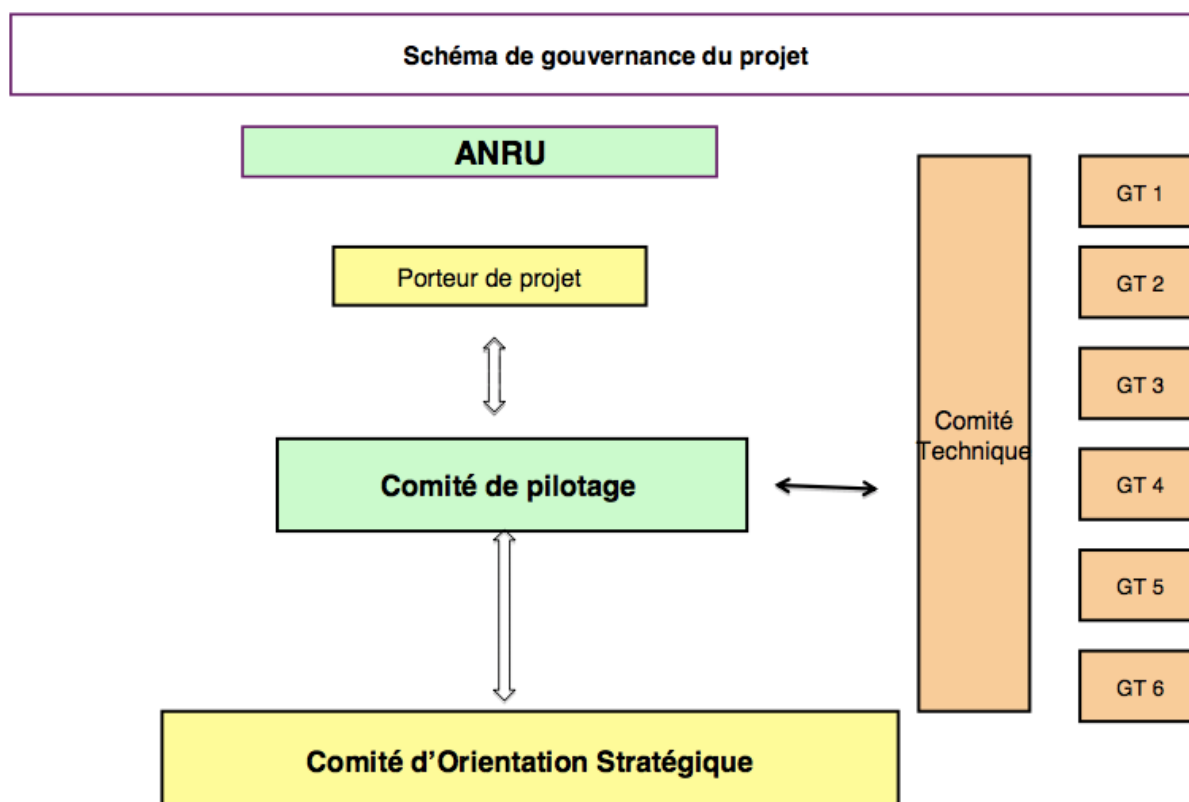 Schéma de gouvernance du projet
ANRU
Porteur de projet
Comité de pilotage
Comité d’Orientation Stratégique
Comité
Technique
GT 1
GT 2
GT 3
GT 4
GT 5
GT 6